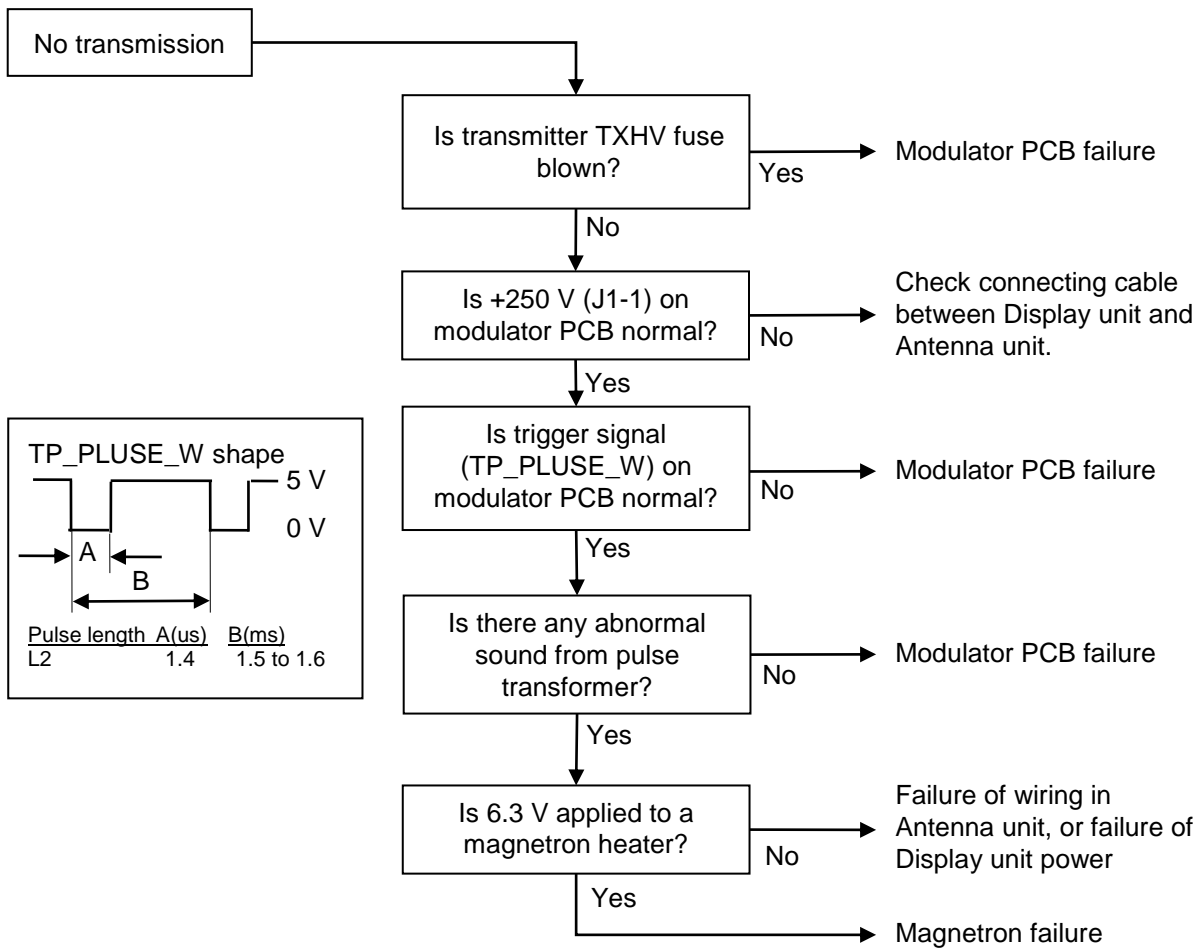 No transmission
Is transmitter TXHV fuse
blown?
Yes
Modulator PCB failure
No
Is +250 V (J1-1) on
modulator PCB normal?
No
Check connecting cable
between Display unit and
Antenna unit.
Yes
Is trigger signal
(TP_PLUSE_W) on
modulator PCB normal?
No
Modulator PCB failure
Yes
TP_PLUSE_W shape
5 V
0 V
A
B
Pulse length A(us) B(ms)
L2 1.4 1.5 to 1.6
Is there any abnormal
sound from pulse
transformer?
No
Modulator PCB failure
Yes
Is 6.3 V applied to a
magnetron heater?
No
Failure of wiring in
Antenna unit, or failure of
Display unit power
Yes
Magnetron failure